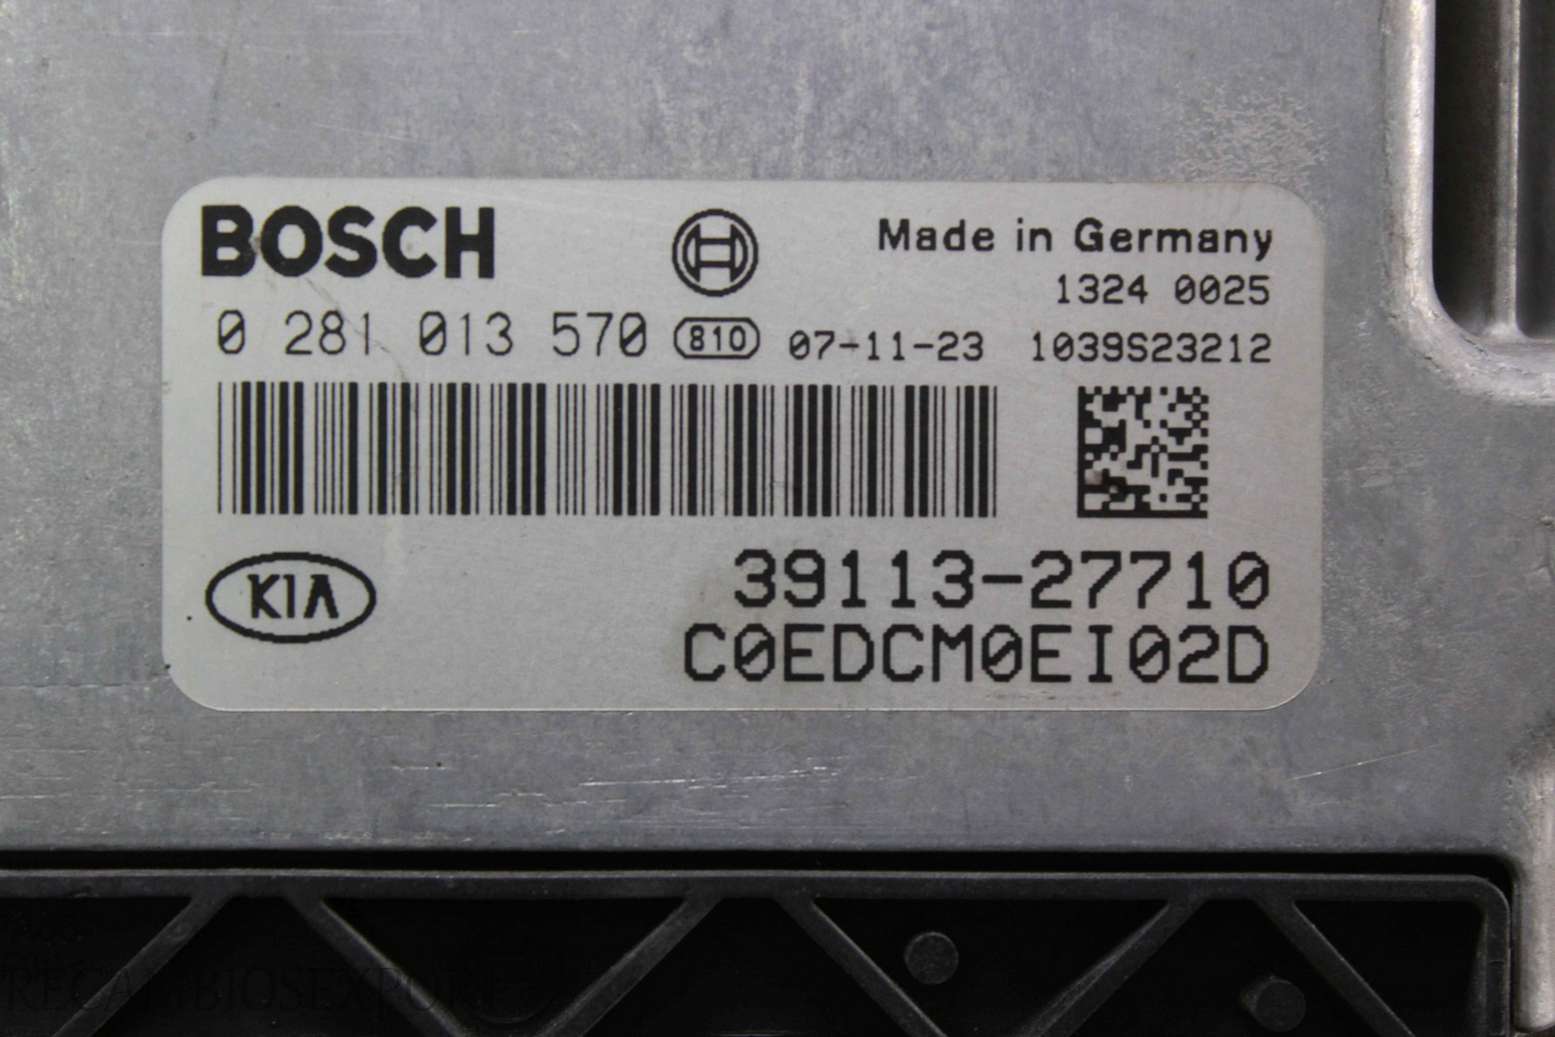 BOSCH
Made in Germany
1324 0025
0 281 013 570 810 07-11-23 1039S23212
KIA
39113-27710
C0EDCM0EI02D
RECAMBIOSEXPORT